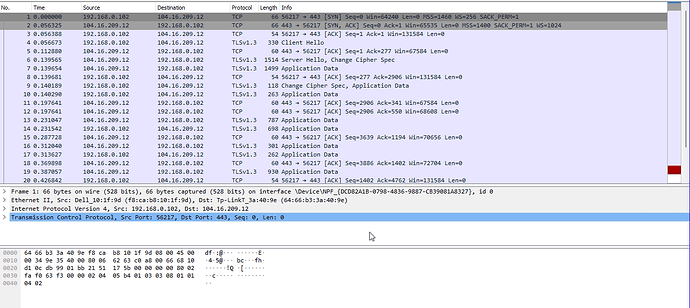 No. Time Source Destination Protocol Length Info
1 0.000000 192.168.0.102 104.16.209.12 TCP 66 56217 → 443 [SYN] Seq=0 Win=64240 Len=0 MSS=1460 WS=256 SACK_PERM=1
2 0.056325 104.16.209.12 192.168.0.102 TCP 66 443 → 56217 [SYN, ACK] Seq=0 Ack=1 Win=65535 Len=0 MSS=1400 SACK_PERM=1 WS=1024
3 0.056388 192.168.0.102 104.16.209.12 TCP 54 56217 → 443 [ACK] Seq=1 Ack=1 Win=131584 Len=0
4 0.056673 192.168.0.102 104.16.209.12 TLSv1.3 330 Client Hello
5 0.112880 104.16.209.12 192.168.0.102 TCP 60 443 → 56217 [ACK] Seq=1 Ack=277 Win=67584 Len=0
6 0.139565 104.16.209.12 192.168.0.102 TLSv1.3 1514 Server Hello, Change Cipher Spec
7 0.139654 104.16.209.12 192.168.0.102 TLSv1.3 1499 Application Data
8 0.139681 192.168.0.102 104.16.209.12 TCP 54 56217 → 443 [ACK] Seq=277 Ack=2906 Win=131584 Len=0
9 0.140189 192.168.0.102 104.16.209.12 TLSv1.3 118 Change Cipher Spec, Application Data
10 0.140290 192.168.0.102 104.16.209.12 TLSv1.3 263 Application Data
11 0.197641 104.16.209.12 192.168.0.102 TCP 60 443 → 56217 [ACK] Seq=2906 Ack=341 Win=67584 Len=0
12 0.197641 104.16.209.12 192.168.0.102 TCP 60 443 → 56217 [ACK] Seq=2906 Ack=550 Win=68608 Len=0
13 0.231047 104.16.209.12 192.168.0.102 TLSv1.3 787 Application Data
14 0.231542 192.168.0.102 104.16.209.12 TLSv1.3 698 Application Data
15 0.287728 104.16.209.12 192.168.0.102 TCP 60 443 → 56217 [ACK] Seq=3639 Ack=1194 Win=70656 Len=0
16 0.312040 104.16.209.12 192.168.0.102 TLSv1.3 301 Application Data
17 0.313627 192.168.0.102 104.16.209.12 TLSv1.3 262 Application Data
18 0.369898 104.16.209.12 192.168.0.102 TCP 60 443 → 56217 [ACK] Seq=3886 Ack=1402 Win=72704 Len=0
19 0.387057 104.16.209.12 192.168.0.102 TLSv1.3 930 Application Data
20 0.426842 192.168.0.102 104.16.209.12 TCP 54 56217 → 443 [ACK] Seq=1402 Ack=4762 Win=131584 Len=0
Frame 1: 66 bytes on wire (528 bits), 66 bytes captured (528 bits) on interface \Device\NPF_{DCD82A1B-0798-4836-9887-CB39081A8327}, id 0
Ethernet II, Src: Dell_10:1f:9d (f8:ca:b8:10:1f:9d), Dst: Tp-LinkT_3a:40:9e (64:66:b3:3a:40:9e)
Internet Protocol Version 4, Src: 192.168.0.102, Dst: 104.16.209.12
Transmission Control Protocol, Src Port: 56217, Dst Port: 443, Seq: 0, Len: 0
0000 64 66 b3 3a 40 9e f8 ca b8 10 1f 9d 08 00 45 00
0010 00 34 9e 35 40 00 80 06 62 63 c0 a8 00 66 68 10
0020 d1 0c db 99 01 bb 21 51 17 5b 00 00 00 00 80 02
0030 fa f0 63 f3 00 00 02 04 05 b4 01 03 03 08 01 01
0040 04 02